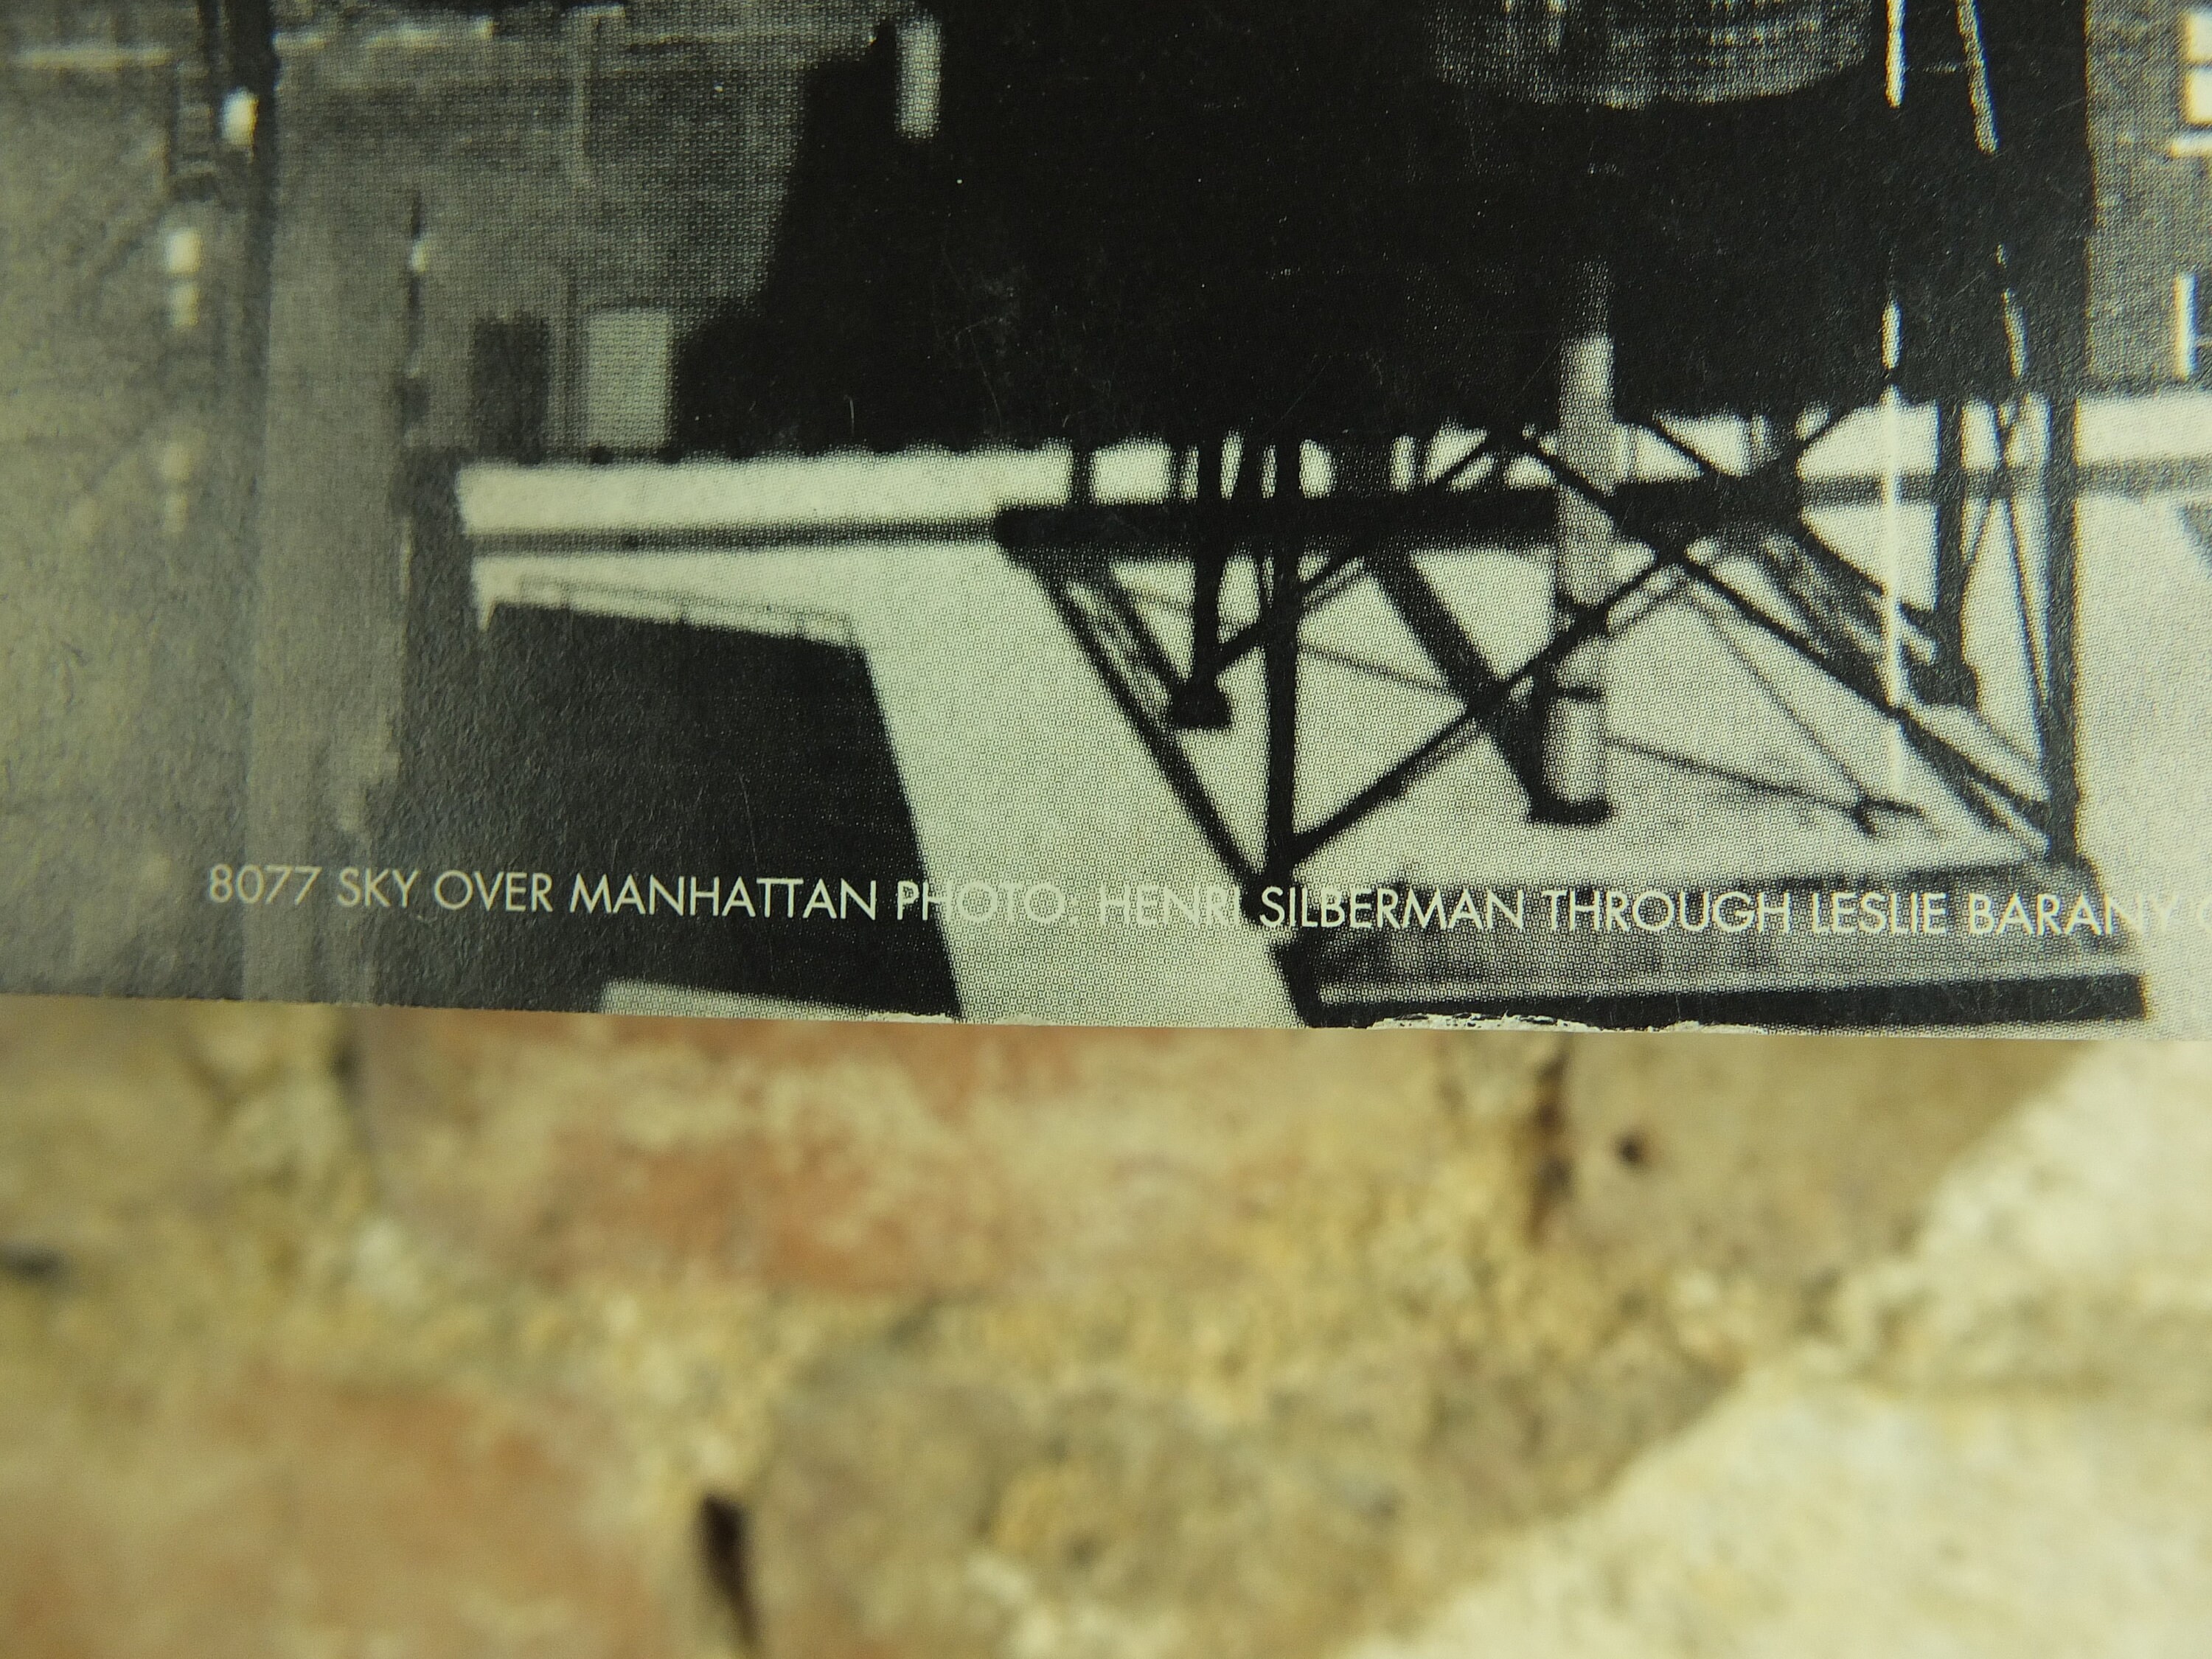 8077 SKY OVER MANHATTAN PHOTO: HENRI SILBERMAN THROUGH LESLIE BARANY